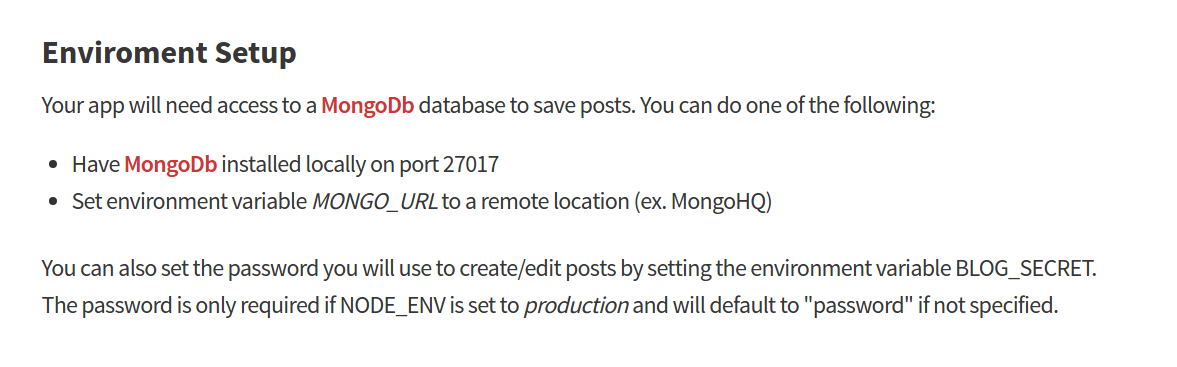 Enviroment Setup
Your app will need access to a MongoDb database to save posts. You can do one of the following:
• Have MongoDb installed locally on port 27017
• Set environment variable MONGO_URL to a remote location (ex. MongoHQ)
You can also set the password you will use to create/edit posts by setting the environment variable BLOG_SECRET.
The password is only required if NODE_ENV is set to production and will default to "password" if not specified.